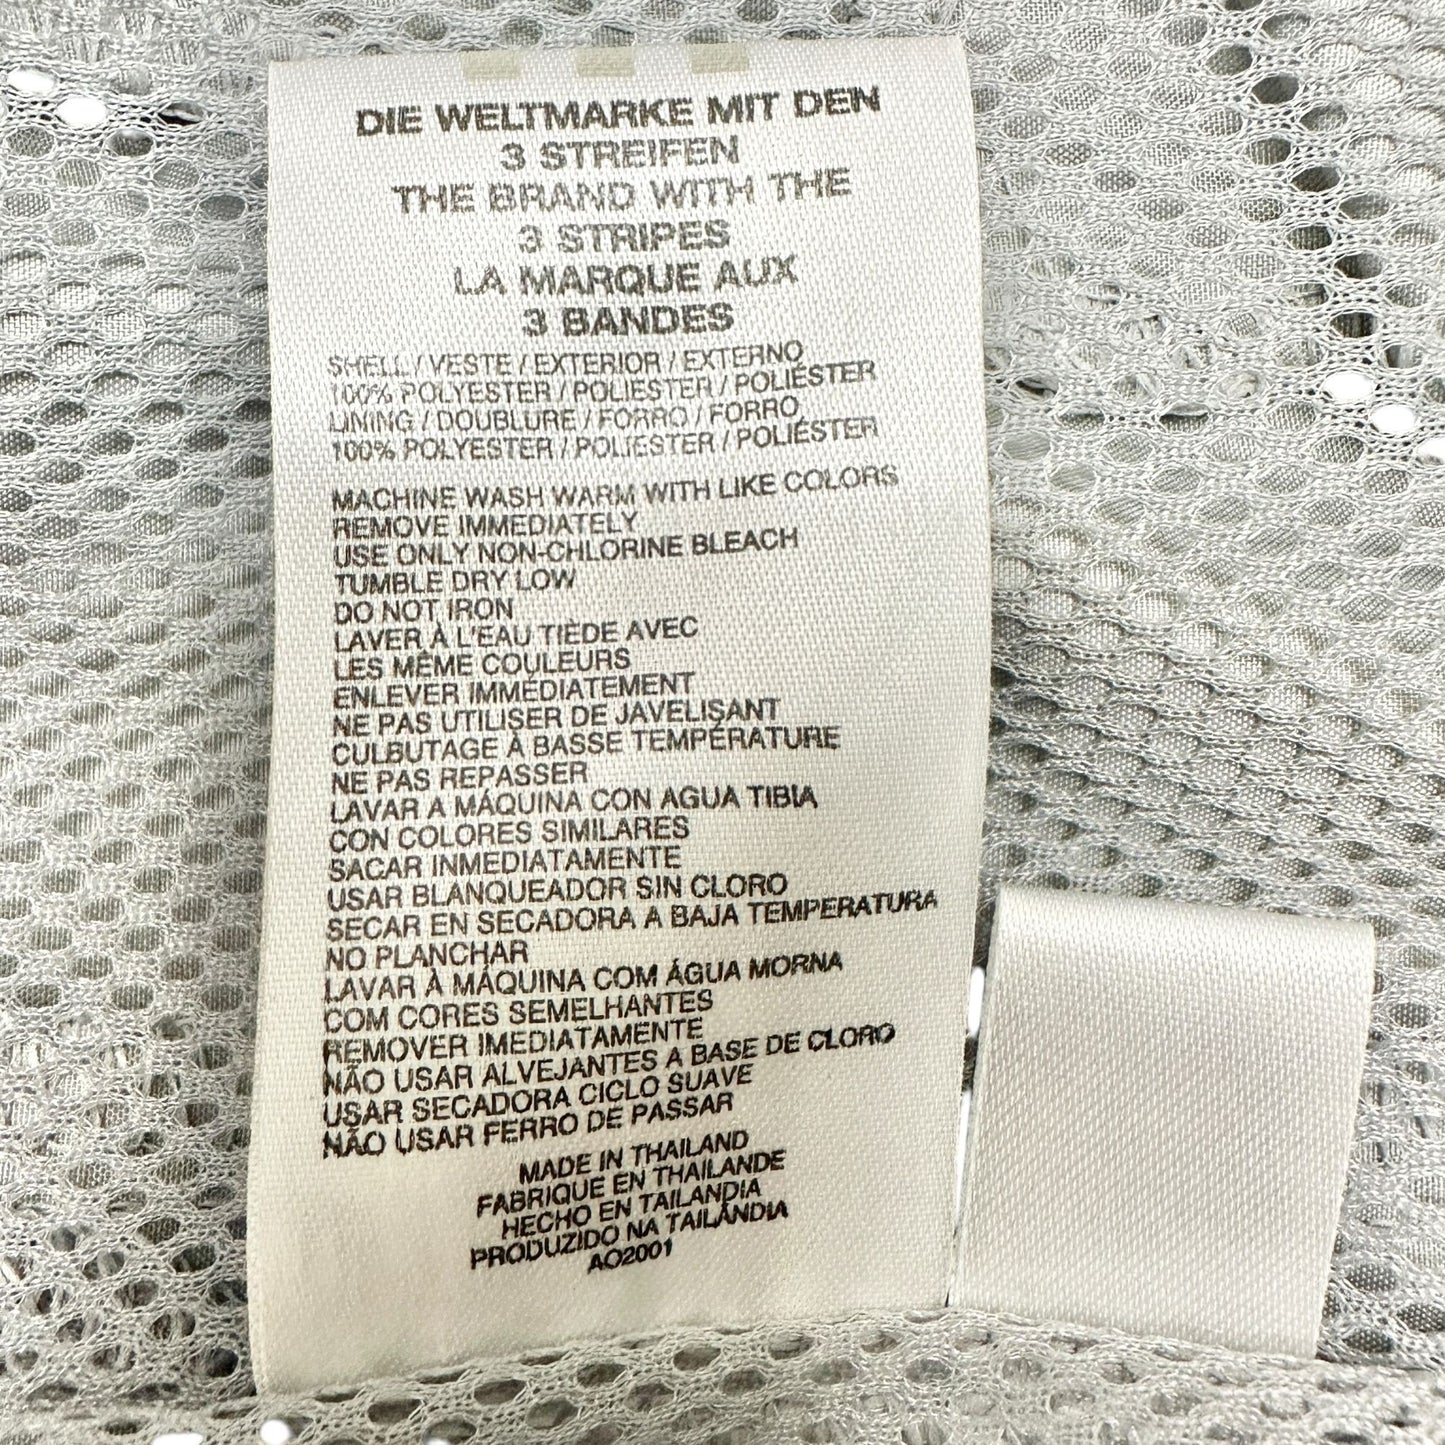 DIE WELTMARKE MIT DEN
3 STREIFEN
THE BRAND WITH THE
3 STRIPES
LA MARQUE AUX
3 BANDES
SHELL / VESTE / EXTERIOR / EXTERNO
100% POLYESTER / POLIESTER / POLIÉSTER
LINING / DOUBLURE / FORRO / FORRO
100% POLYESTER / POLIESTER / POLIÉSTER
MACHINE WASH WARM WITH LIKE COLORS
REMOVE IMMEDIATELY
USE ONLY NON-CHLORINE BLEACH
TUMBLE DRY LOW
DO NOT IRON
LAVER À L'EAU TIÈDE AVEC
LES MÊME COULEURS
ENLEVER IMMÉDIATEMENT
NE PAS UTILISER DE JAVELISANT
CULBUTAGE À BASSE TEMPÉRATURE
NE PAS REPASSER
LAVAR A MÁQUINA CON AGUA TIBIA
CON COLORES SIMILARES
SACAR INMEDIATAMENTE
USAR BLANQUEADOR SIN CLORO
SECAR EN SECADORA A BAJA TEMPERATURA
NO PLANCHAR
LAVAR À MÁQUINA COM ÁGUA MORNA
COM CORES SEMELHANTES
REMOVER IMEDIATAMENTE
NÃO USAR ALVEJANTES A BASE DE CLORO
USAR SECADORA CICLO SUAVE
NÃO USAR FERRO DE PASSAR
MADE IN THAILAND
FABRIQUE EN THAILANDE
HECHO EN TAILANDIA
PRODUZIDO NA TAILÂNDIA
AO2001